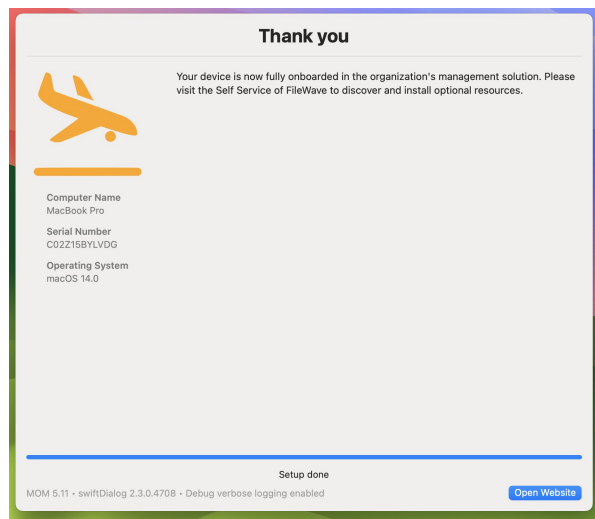 Thank you
Your device is now fully onboarded in the organization's management solution. Please
visit the Self Service of FileWave to discover and install optional resources.
Computer Name
MacBook Pro
Serial Number
C02Z15BYLVDG
Operating System
macOS 14.0
Setup done
MOM 5.11 • swiftDialog 2.3.0.4708 • Debug verbose logging enabled
Open Website